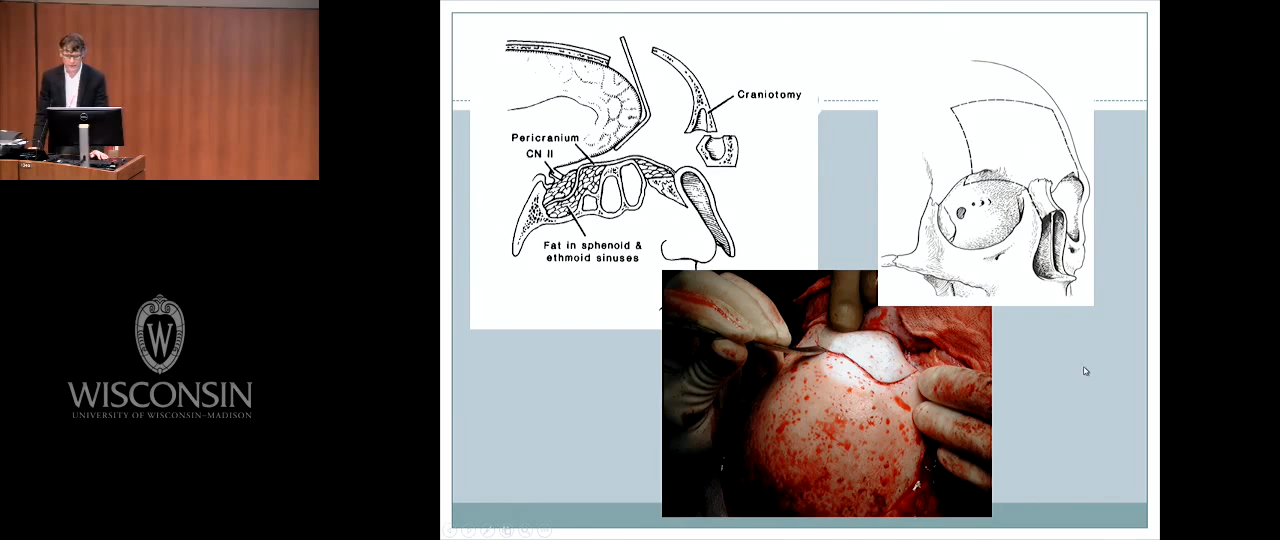 Craniotomy
Pericranium
CN II
Fat in sphenoid &
ethmoid sinuses
W
WISCONSIN
UNIVERSITY OF WISCONSIN–MADISON